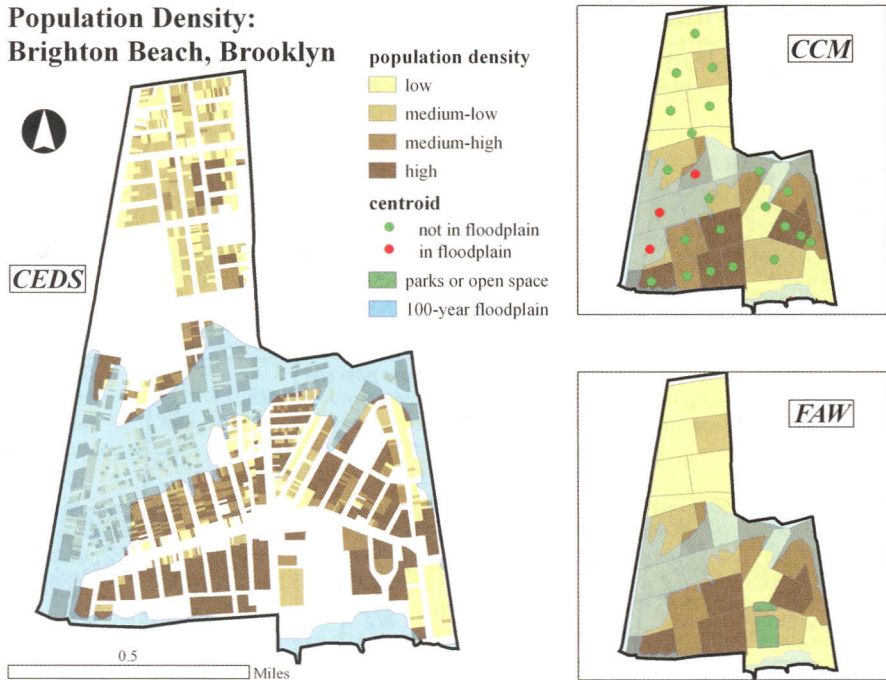 Population Density:
Brighton Beach, Brooklyn
population density
low
medium-low
medium-high
high
centroid
not in floodplain
in floodplain
parks or open space
100-year floodplain
CEDS
0.5
Miles
CCM
FAW